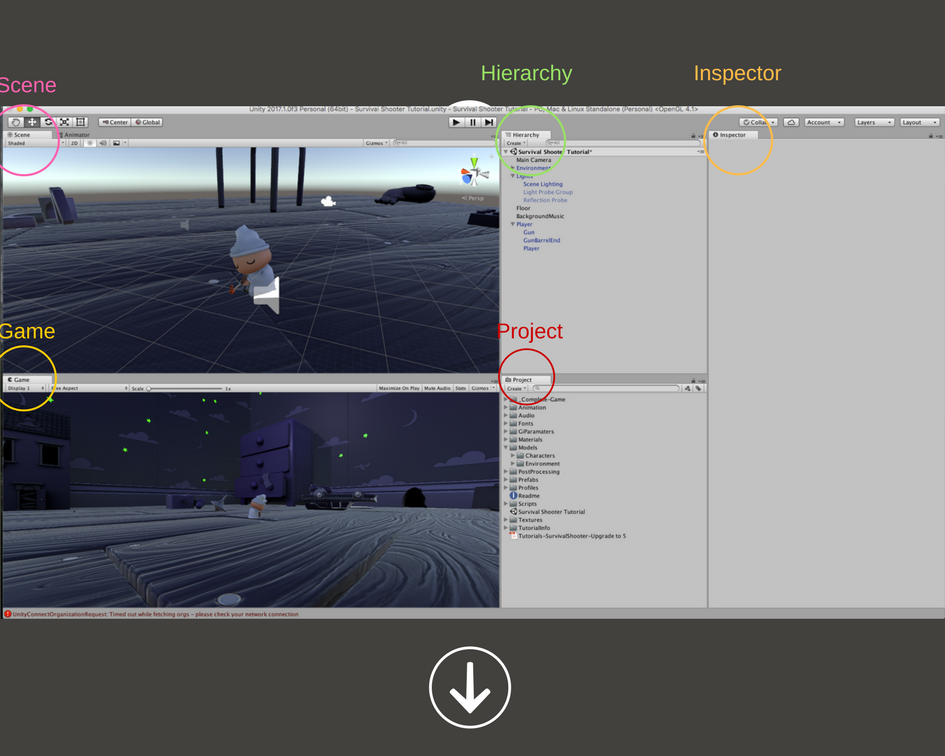 Scene
Hierarchy
Inspector
Unity 2017.1.0f3 Personal (64bit) - Survival Shooter Tutorial.unity - Survival Shooter Tutorial - PC, Mac & Linux Standalone (Personal) <OpenGL 4.1>
Center Global
Collab Account Layers Layout
Scene Animator
Shaded 2D Gizmos
Persp
Hierarchy
Create
Survival Shooter Tutorial*
Main Camera
Environment
Lights
Scene Lighting
Light Probe Group
Reflection Probe
Floor
BackgroundMusic
Player
Gun
GunBarrelEnd
Player
Inspector
Game
Project
Game
Display 1 Free Aspect Scale 1x Maximize On Play Mute Audio Stats Gizmos
Project
Create
_Complete-Game
Animation
Audio
Fonts
GiParamaters
Materials
Models
Characters
Environment
PostProcessing
Prefabs
Profiles
Readme
Scripts
Survival Shooter Tutorial
Textures
TutorialInfo
Tutorials-SurvivalShooter-Upgrade to 5
UnityConnectOrganizationRequest: Timed out while fetching orgs - please check your network connection